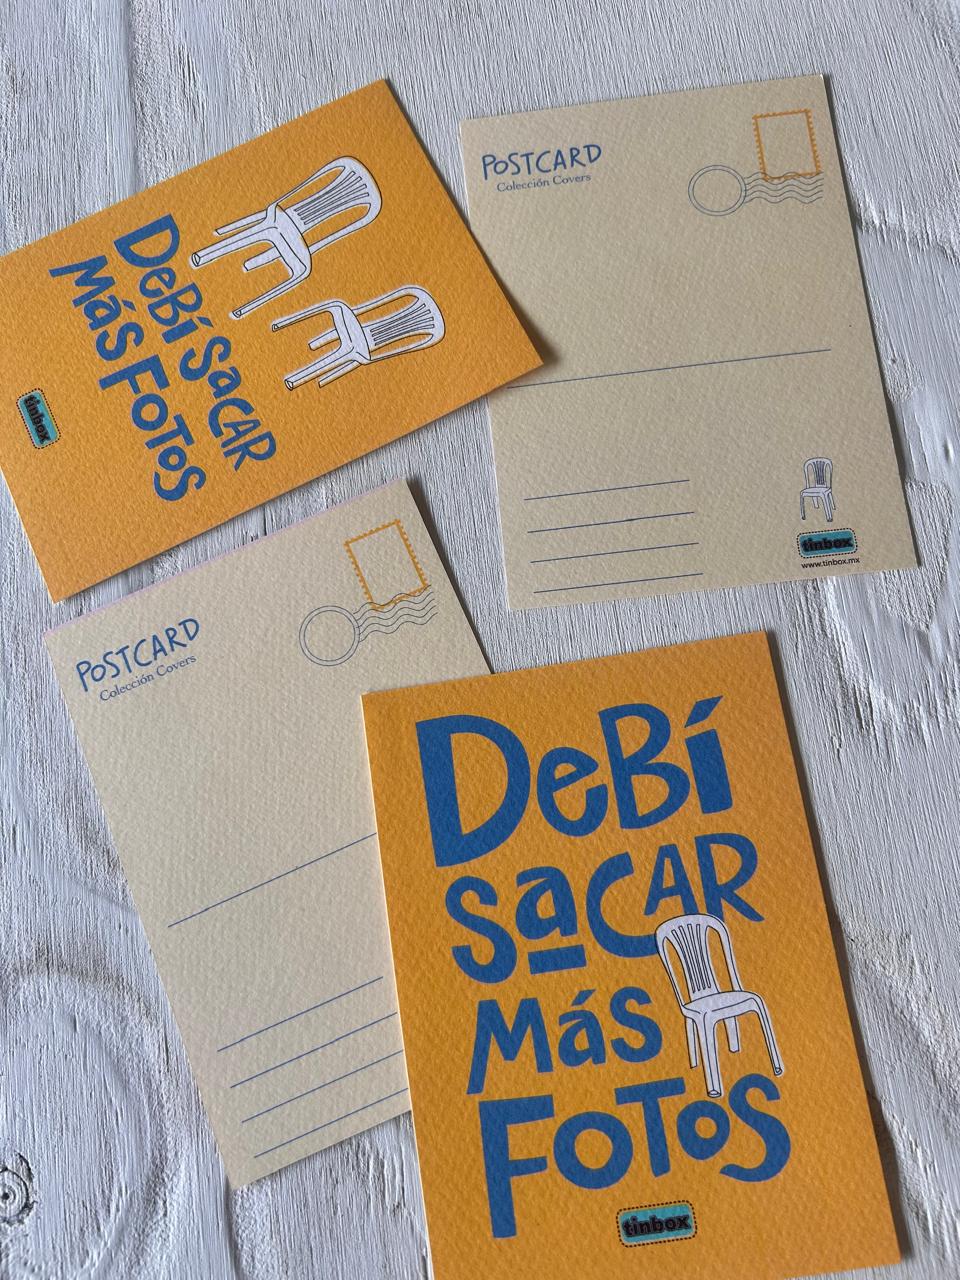 DeBí SaCAR
Más FoTos
tinbox
PoSTCARD
Colección Covers
tinbox
www.tinbox.mx
PoSTCARD
Colección Covers
DeBí
SaCAR
Más
FoToS
tinbox